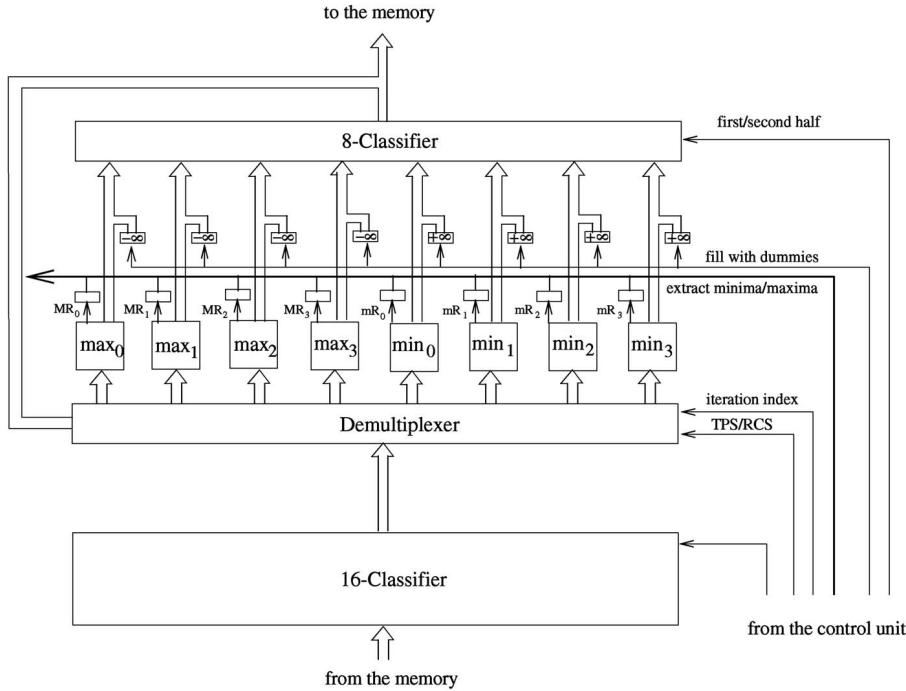 to the memory
first/second half
8-Classifier
−∞ −∞ −∞ −∞ +∞ +∞ +∞ +∞
fill with dummies
extract minima/maxima
MR0 MR1 MR2 MR3 mR0 mR1 mR2 mR3
max0 max1 max2 max3 min0 min1 min2 min3
iteration index
Demultiplexer
TPS/RCS
16-Classifier
from the control unit
from the memory